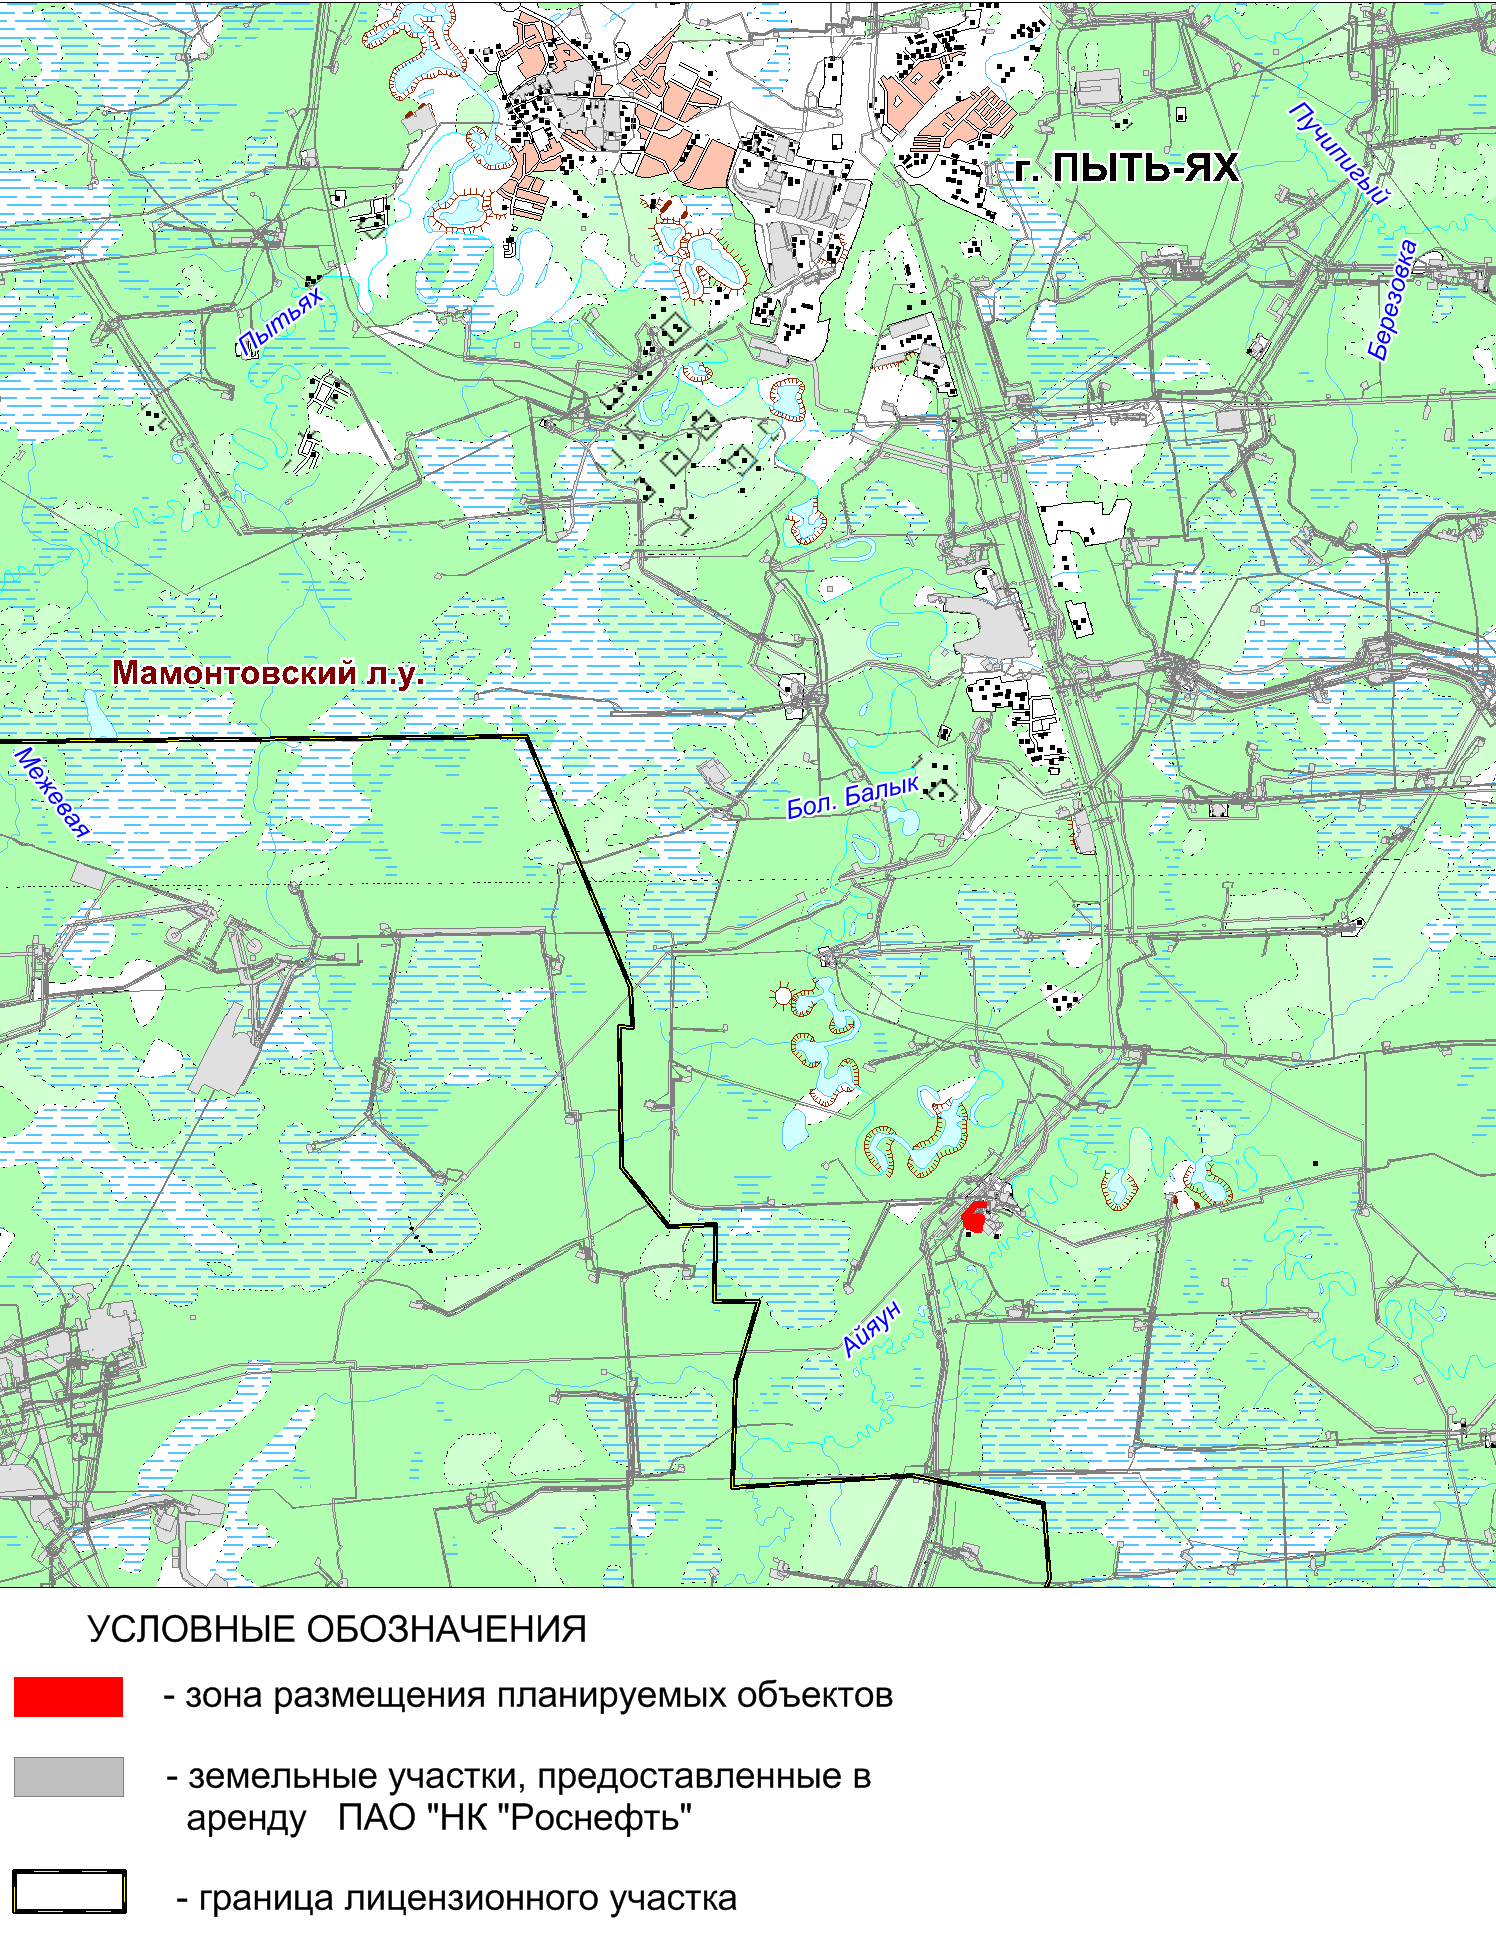 Пучипигый
г. ПЫТЬ-ЯХ
Березовка
Пытьях
Мамонтовский л.у.
Межевая
Бол. Балык
Айяун
УСЛОВНЫЕ ОБОЗНАЧЕНИЯ
- зона размещения планируемых объектов
- земельные участки, предоставленные в
аренду ПАО "НК "Роснефть"
- граница лицензионного участка